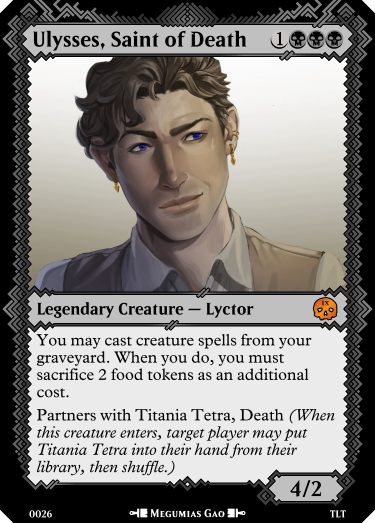 Ulysses, Saint of Death 1
Legendary Creature — Lyctor
IX
You may cast creature spells from your
graveyard. When you do, you must
sacrifice 2 food tokens as an additional
cost.
Partners with Titania Tetra, Death (When
this creature enters, target player may put
Titania Tetra into their hand from their
library, then shuffle.)
4/2
0026 Megumias Gao TLT